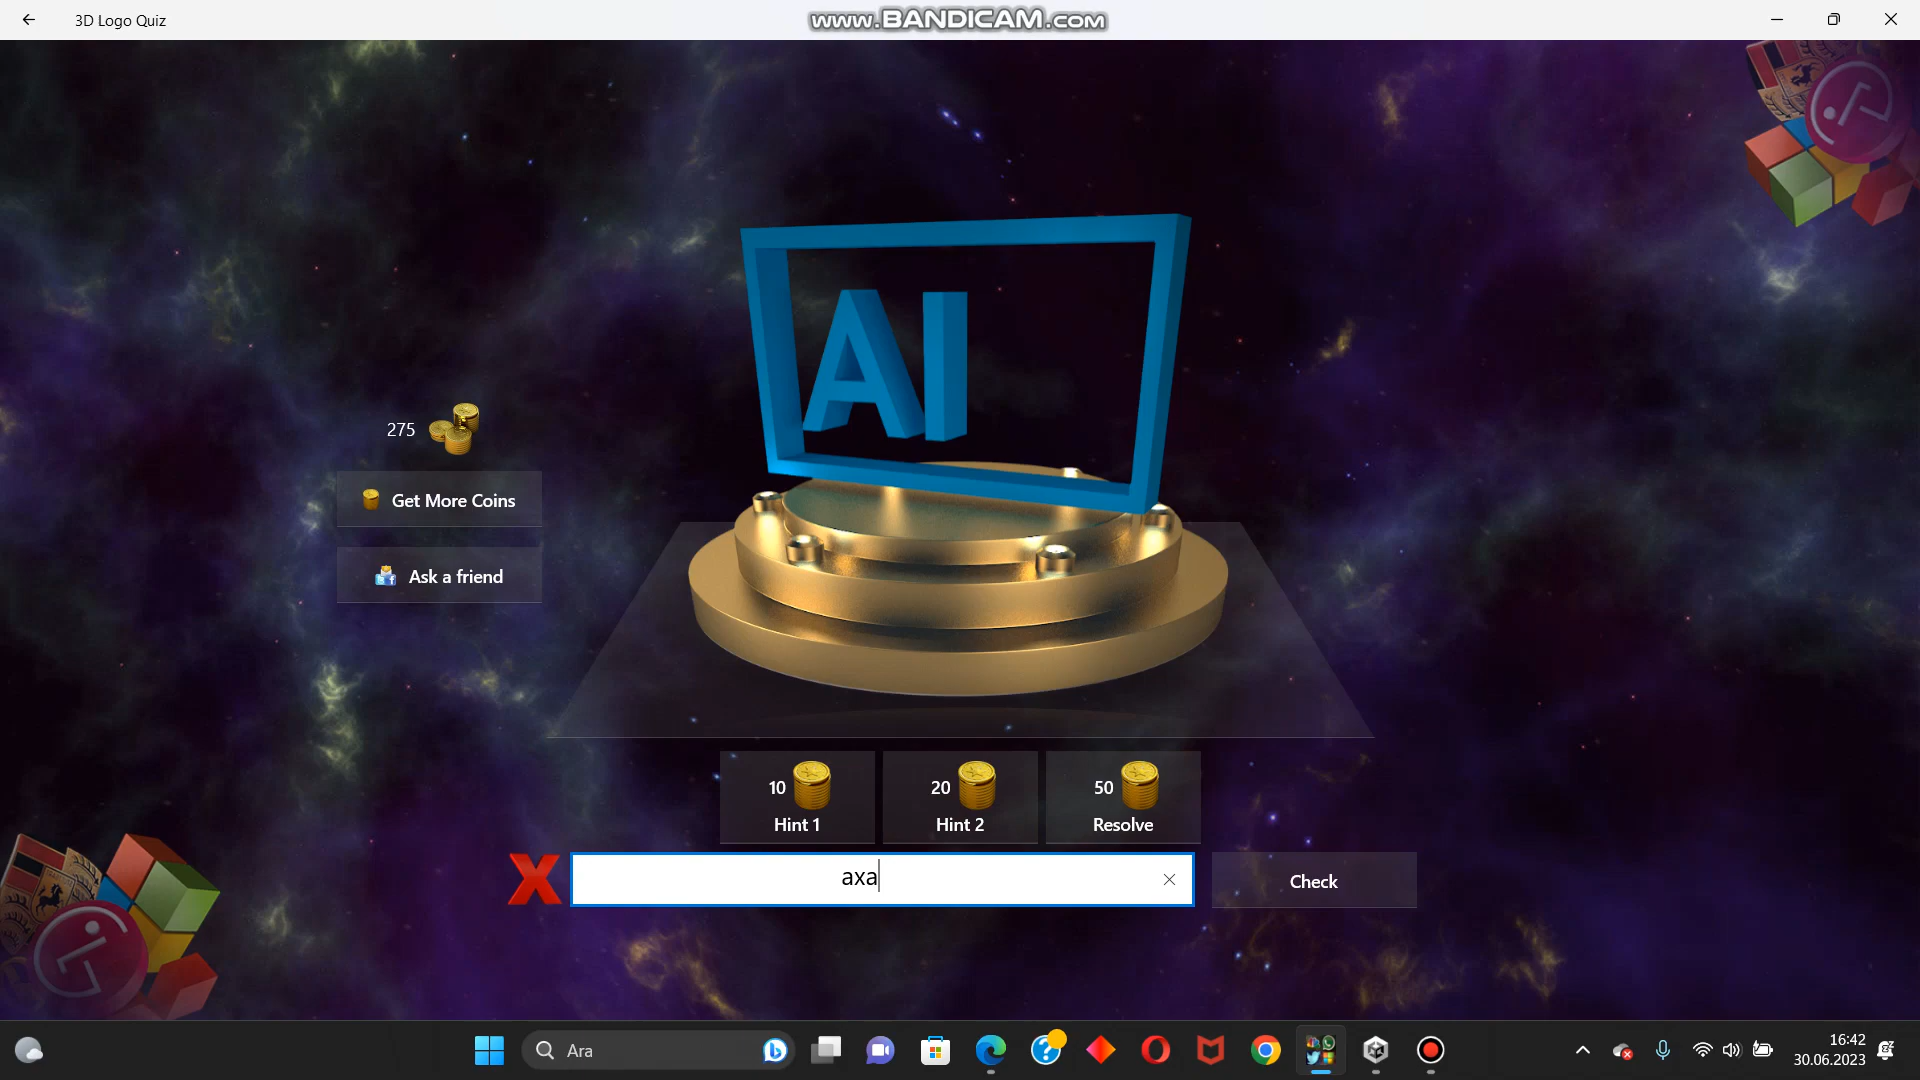 3D Logo Quiz
www.BANDICAM.com
AI
275
Get More Coins
Ask a friend
10
Hint 1
20
Hint 2
50
Resolve
X
axa
Check
Ara
16:42
30.06.2023